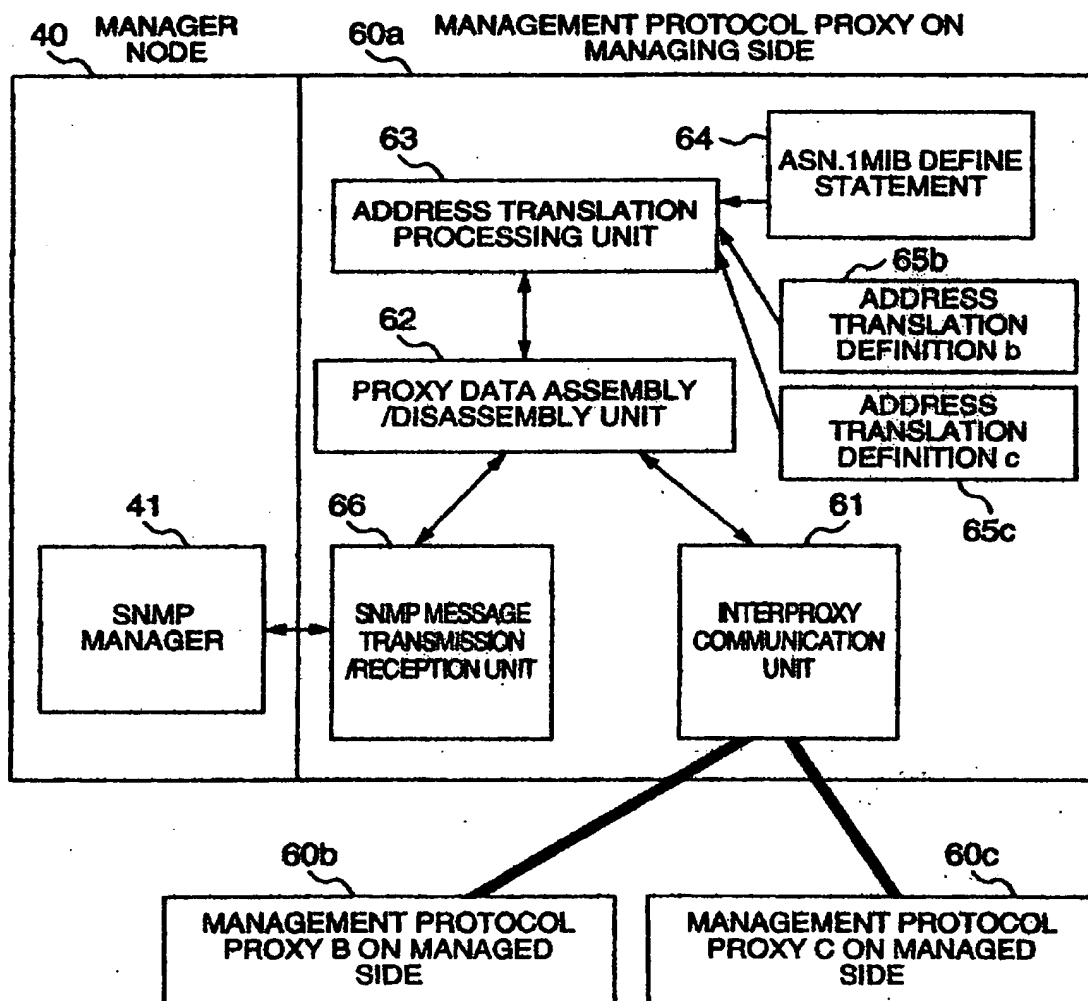 40
MANAGER
NODE
60a
MANAGEMENT PROTOCOL PROXY ON
MANAGING SIDE
63
ADDRESS TRANSLATION
PROCESSING UNIT
64
ASN.1MIB DEFINE
STATEMENT
65b
ADDRESS
TRANSLATION
DEFINITION b
62
PROXY DATA ASSEMBLY
/DISASSEMBLY UNIT
ADDRESS
TRANSLATION
DEFINITION c
65c
41
SNMP
MANAGER
66
SNMP MESSAGE
TRANSMISSION
/RECEPTION UNIT
61
INTERPROXY
COMMUNICATION
UNIT
60b
MANAGEMENT PROTOCOL
PROXY B ON MANAGED
SIDE
60c
MANAGEMENT PROTOCOL
PROXY C ON MANAGED
SIDE